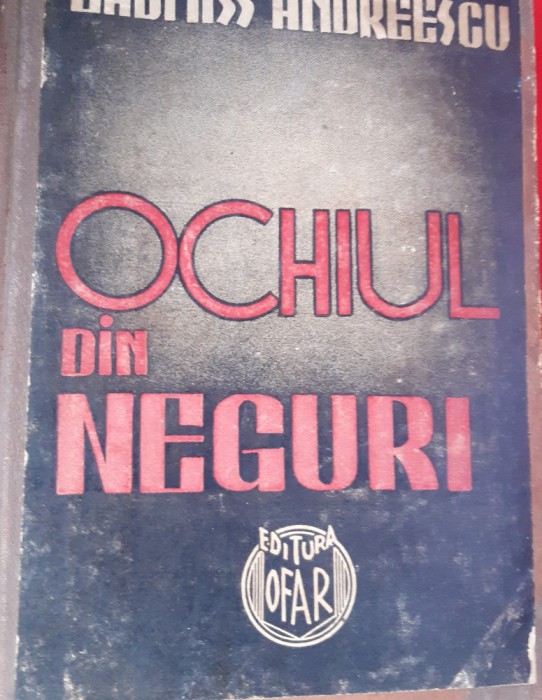 ANDREESCU
OCHIUL
DIN
NEGURI
EDITURA
OFAR